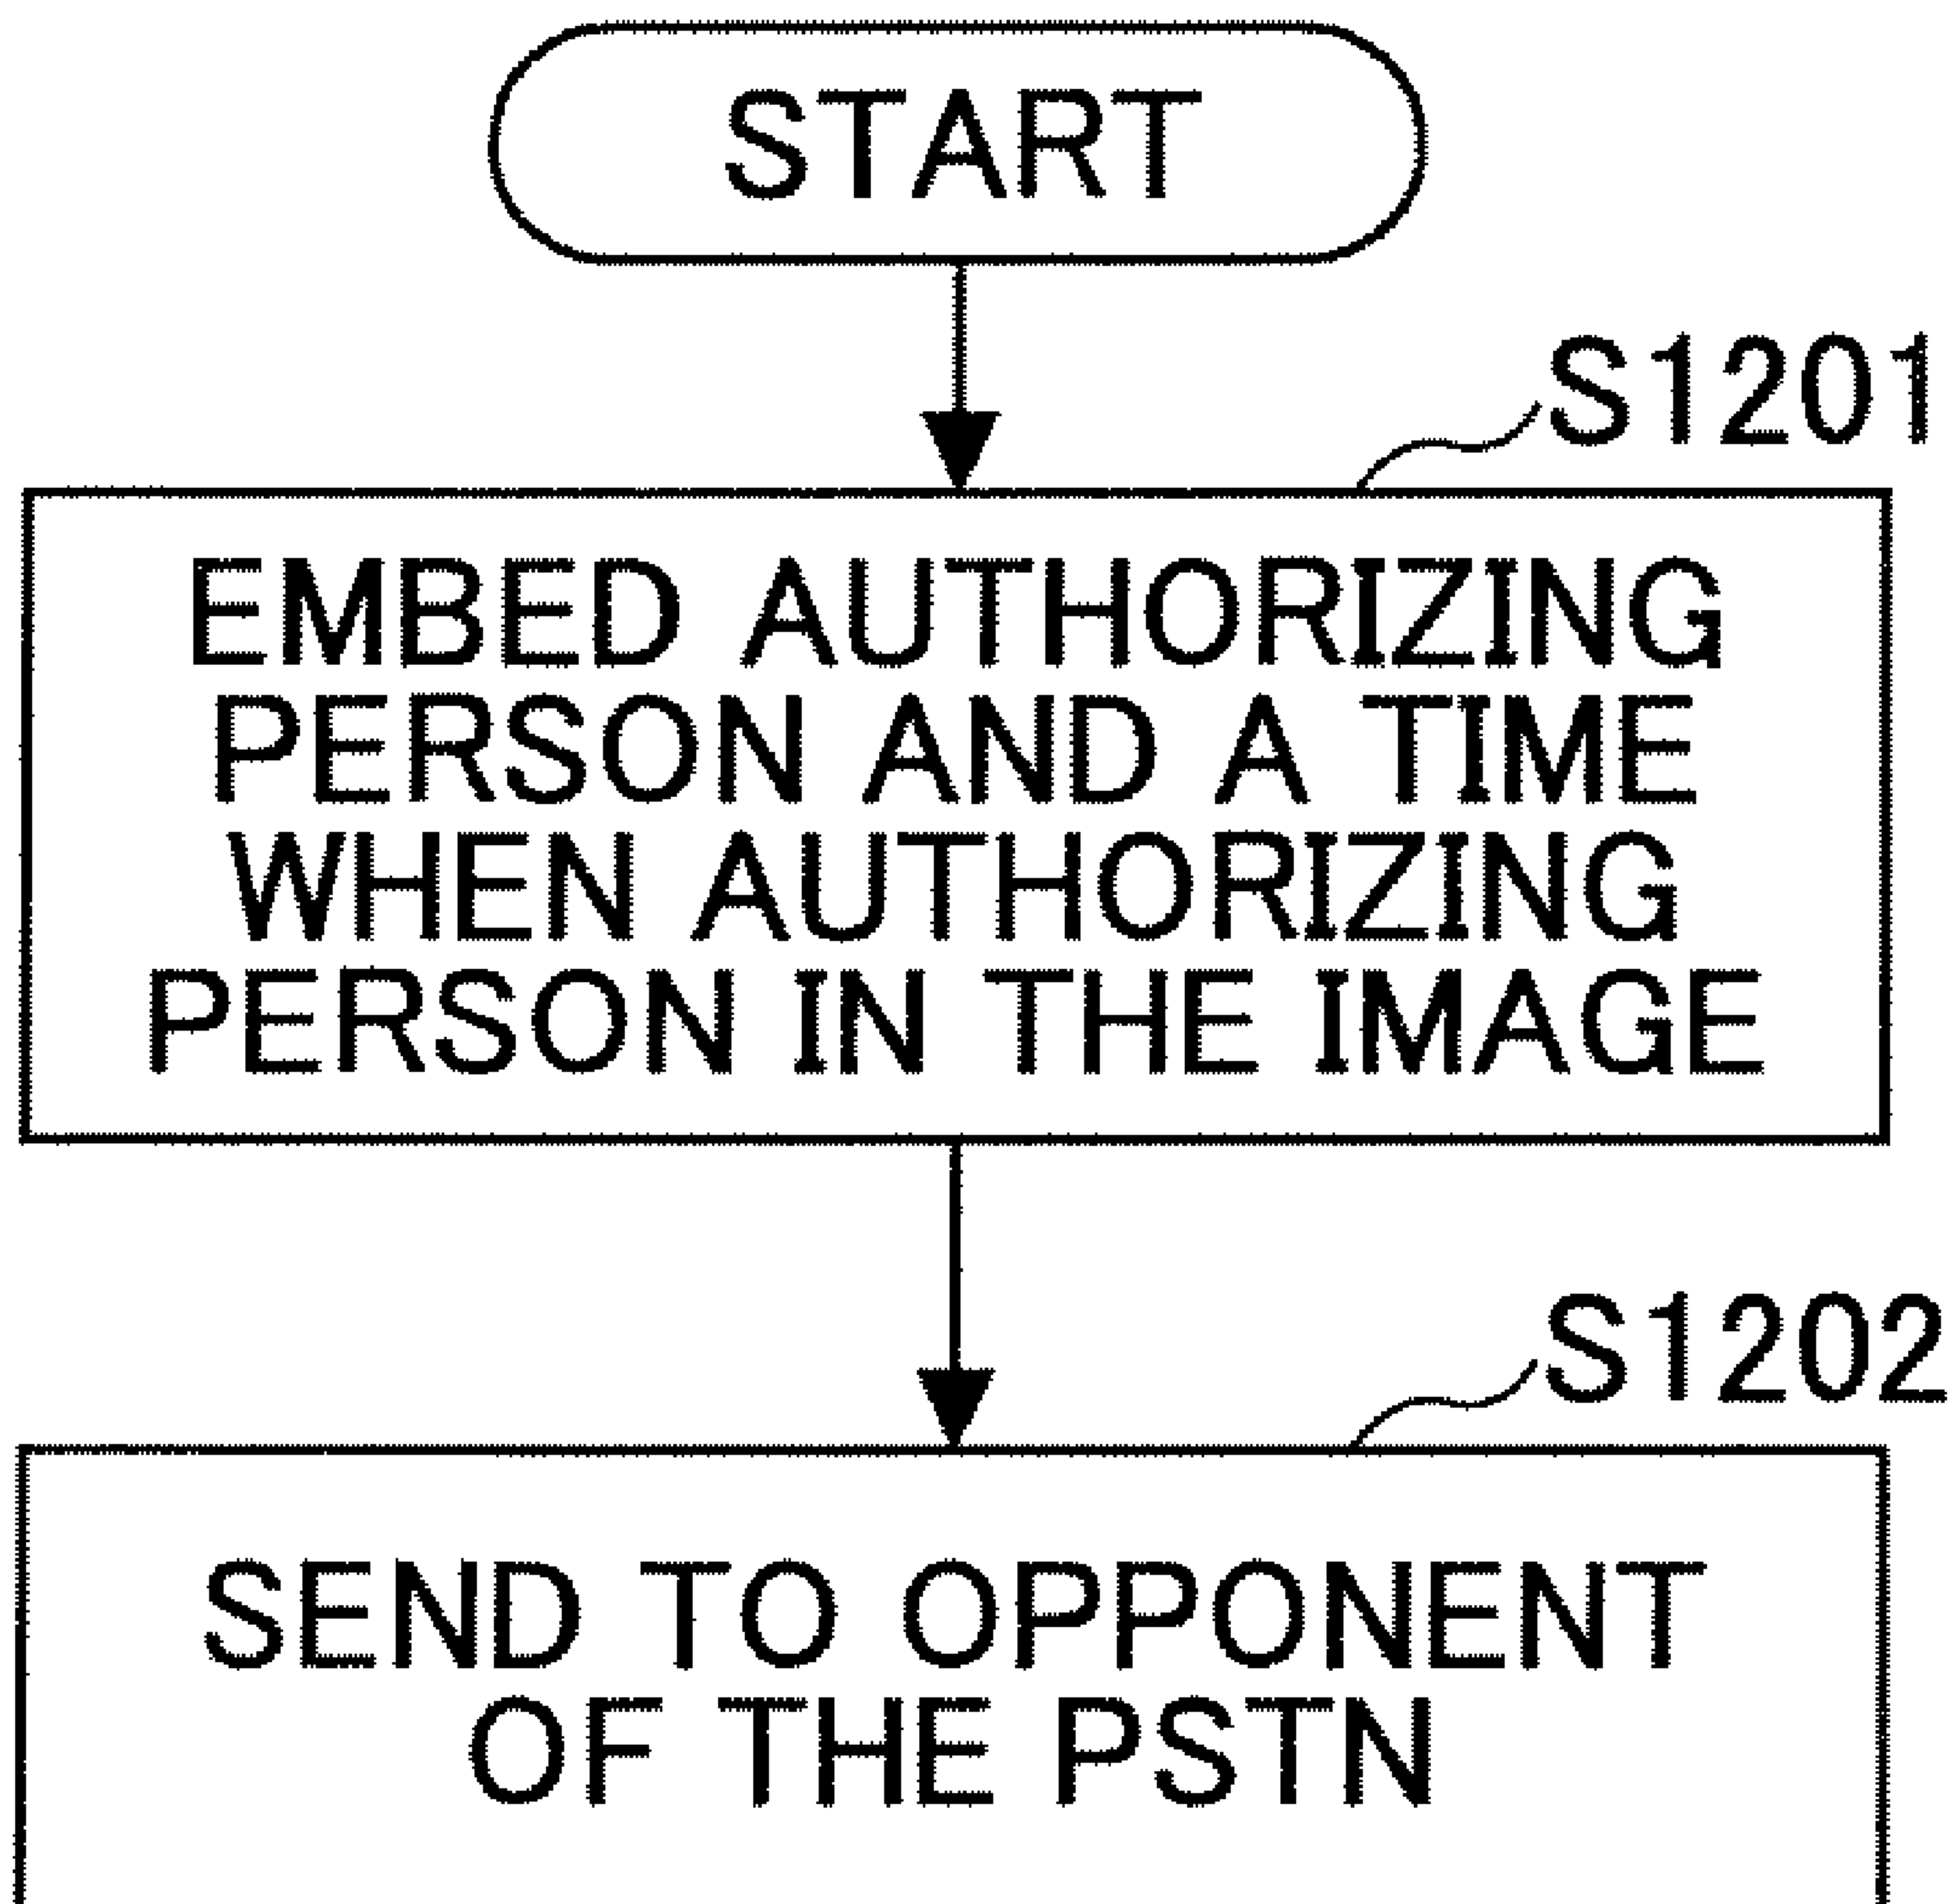 START
S1201
EMBED AUTHORIZING
PERSON AND A TIME
WHEN AUTHORIZING
PERSON IN THE IMAGE
S1202
SEND TO OPPONENT
OF THE PSTN